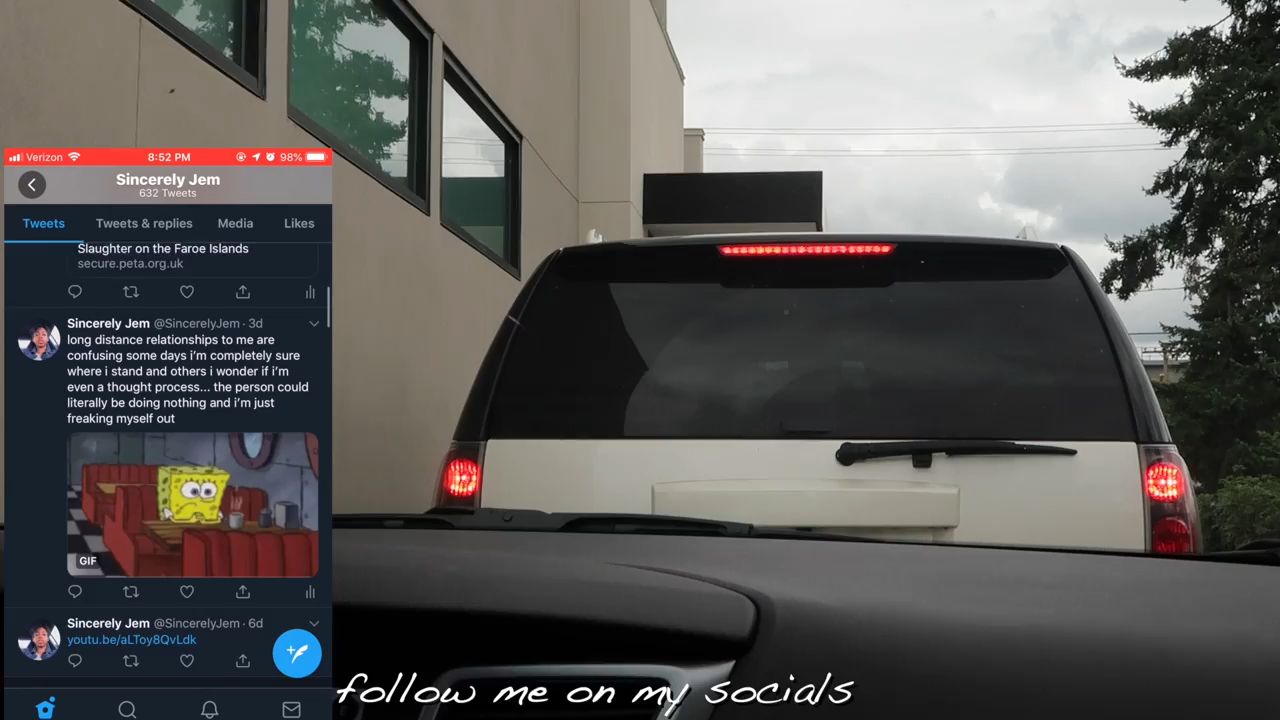 Verizon 8:52 PM 98%
Sincerely Jem
632 Tweets
Tweets Tweets & replies Media Likes
Slaughter on the Faroe Islands
secure.peta.org.uk
Sincerely Jem @SincerelyJem · 3d
long distance relationships to me are
confusing some days i'm completely sure
where i stand and others i wonder if i'm
even a thought process... the person could
literally be doing nothing and i'm just
freaking myself out
GIF
Sincerely Jem @SincerelyJem · 6d
youtu.be/aLToy8QvLdk
follow me on my socials